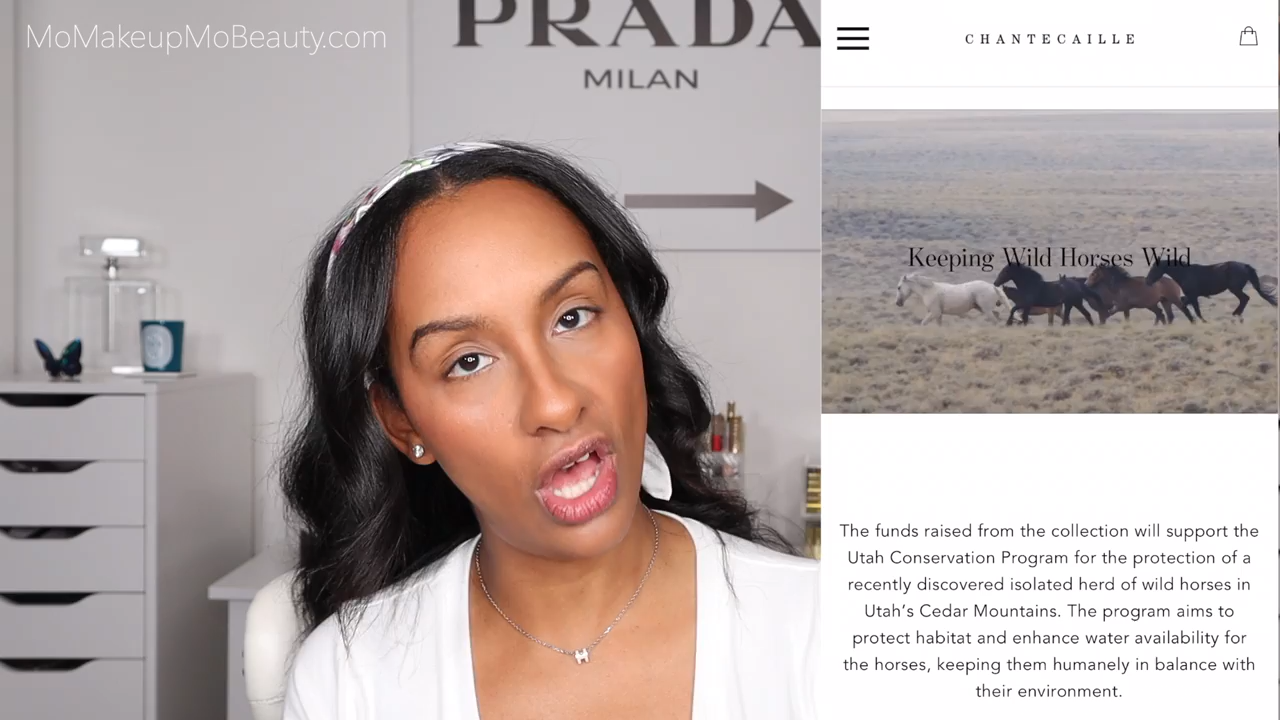 MoMakeupMoBeauty.com
PRADA
MILAN
CHANTECAILLE
Keeping Wild Horses Wild
The funds raised from the collection will support the
Utah Conservation Program for the protection of a
recently discovered isolated herd of wild horses in
Utah’s Cedar Mountains. The program aims to
protect habitat and enhance water availability for
the horses, keeping them humanely in balance with
their environment.